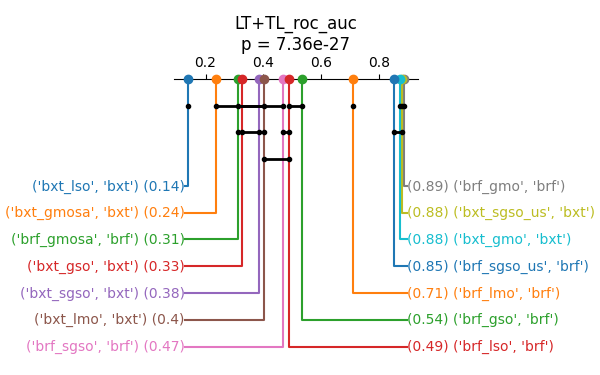 LT+TL_roc_auc
p = 7.36e-27
0.2 0.4 0.6 0.8
('bxt_lso', 'bxt') (0.14) (0.89) ('brf_gmo', 'brf')
('bxt_gmosa', 'bxt') (0.24) (0.88) ('bxt_sgso_us', 'bxt')
('brf_gmosa', 'brf') (0.31) (0.88) ('bxt_gmo', 'bxt')
('bxt_gso', 'bxt') (0.33) (0.85) ('brf_sgso_us', 'brf')
('bxt_sgso', 'bxt') (0.38) (0.71) ('brf_lmo', 'brf')
('bxt_lmo', 'bxt') (0.4) (0.54) ('brf_gso', 'brf')
('brf_sgso', 'brf') (0.47) (0.49) ('brf_lso', 'brf')